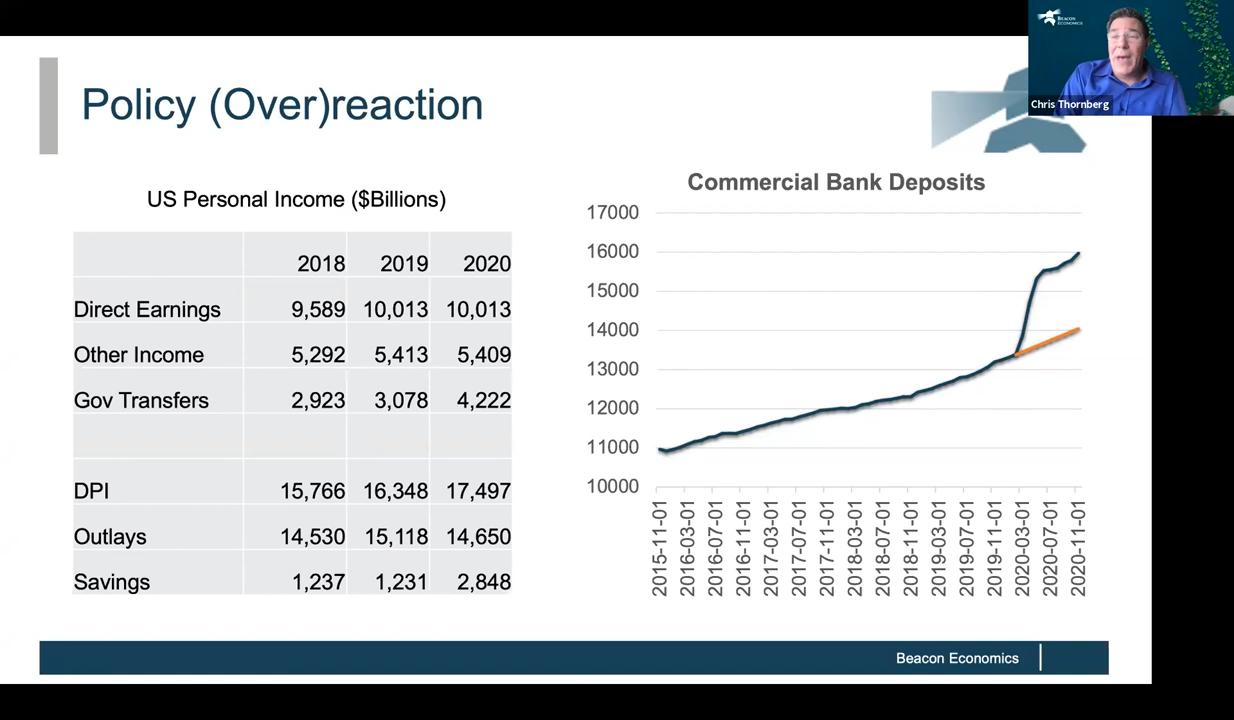 BEACON
ECONOMICS
Chris Thornberg
Policy (Over)reaction
US Personal Income ($Billions)
2018 2019 2020
Direct Earnings 9,589 10,013 10,013
Other Income 5,292 5,413 5,409
Gov Transfers 2,923 3,078 4,222
DPI 15,766 16,348 17,497
Outlays 14,530 15,118 14,650
Savings 1,237 1,231 2,848
Commercial Bank Deposits
17000
16000
15000
14000
13000
12000
11000
10000
2015-11-01
2016-03-01
2016-07-01
2016-11-01
2017-03-01
2017-07-01
2017-11-01
2018-03-01
2018-07-01
2018-11-01
2019-03-01
2019-07-01
2019-11-01
2020-03-01
2020-07-01
2020-11-01
Beacon Economics